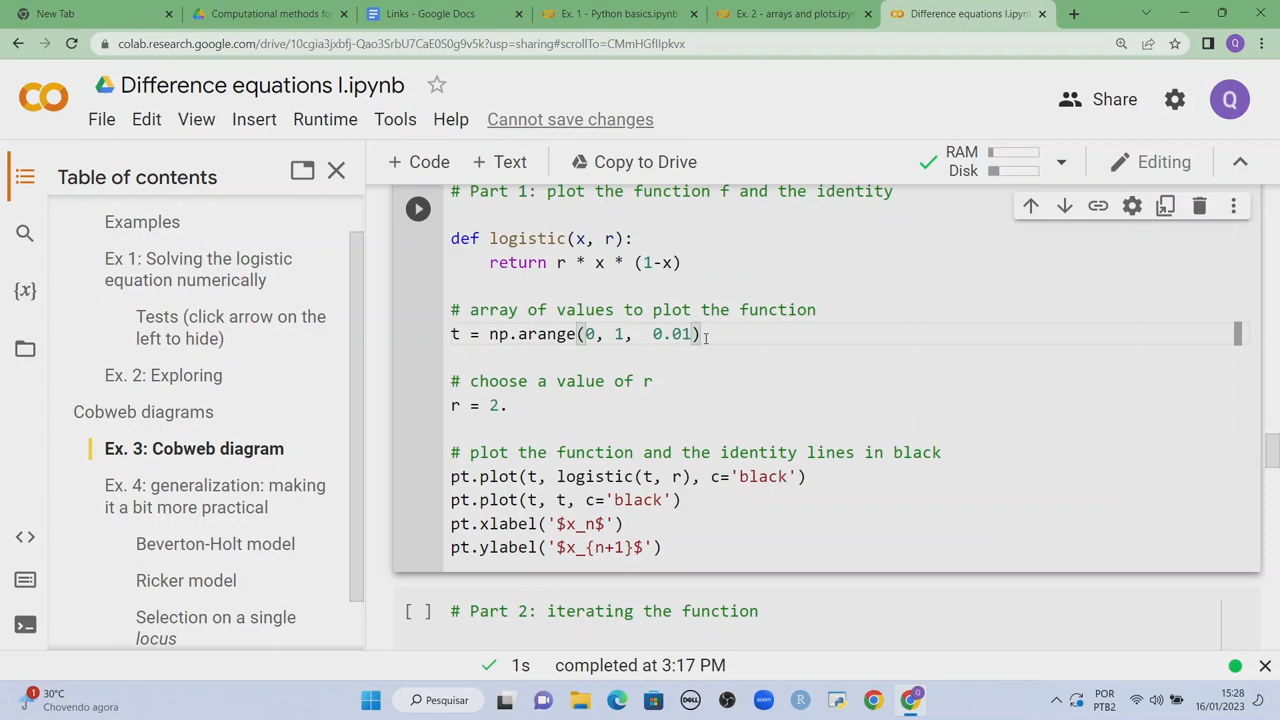 New Tab
Computational methods for
Links - Google Docs
Ex. 1 - Python basics.ipynb
Ex. 2 - arrays and plots.ipynb
Difference equations I.ipynb
colab.research.google.com/drive/10cgia3jxbfj-Qao3SrbU7CaE0S0g9v5k?usp=sharing#scrollTo=CMmHGfIIpkvx
Q
Difference equations I.ipynb
Share
Q
File Edit View Insert Runtime Tools Help Cannot save changes
Table of contents
+ Code + Text
Copy to Drive
RAM
Disk
Editing
Examples
Ex 1: Solving the logistic
equation numerically
Tests (click arrow on the
left to hide)
Ex. 2: Exploring
Cobweb diagrams
Ex. 3: Cobweb diagram
Ex. 4: generalization: making
it a bit more practical
Beverton-Holt model
Ricker model
Selection on a single
locus
{x}
# Part 1: plot the function f and the identity
def logistic(x, r):
return r * x * (1-x)
# array of values to plot the function
t = np.arange(0, 1,  0.01)
# choose a value of r
r = 2.
# plot the function and the identity lines in black
pt.plot(t, logistic(t, r), c='black')
pt.plot(t, t, c='black')
pt.xlabel('$x_n$')
pt.ylabel('$x_{n+1}$')
[ ] # Part 2: iterating the function
1s completed at 3:17 PM
1
30°C
Chovendo agora
Pesquisar
DELL
zoom
R
POR
PTB2
15:28
16/01/2023